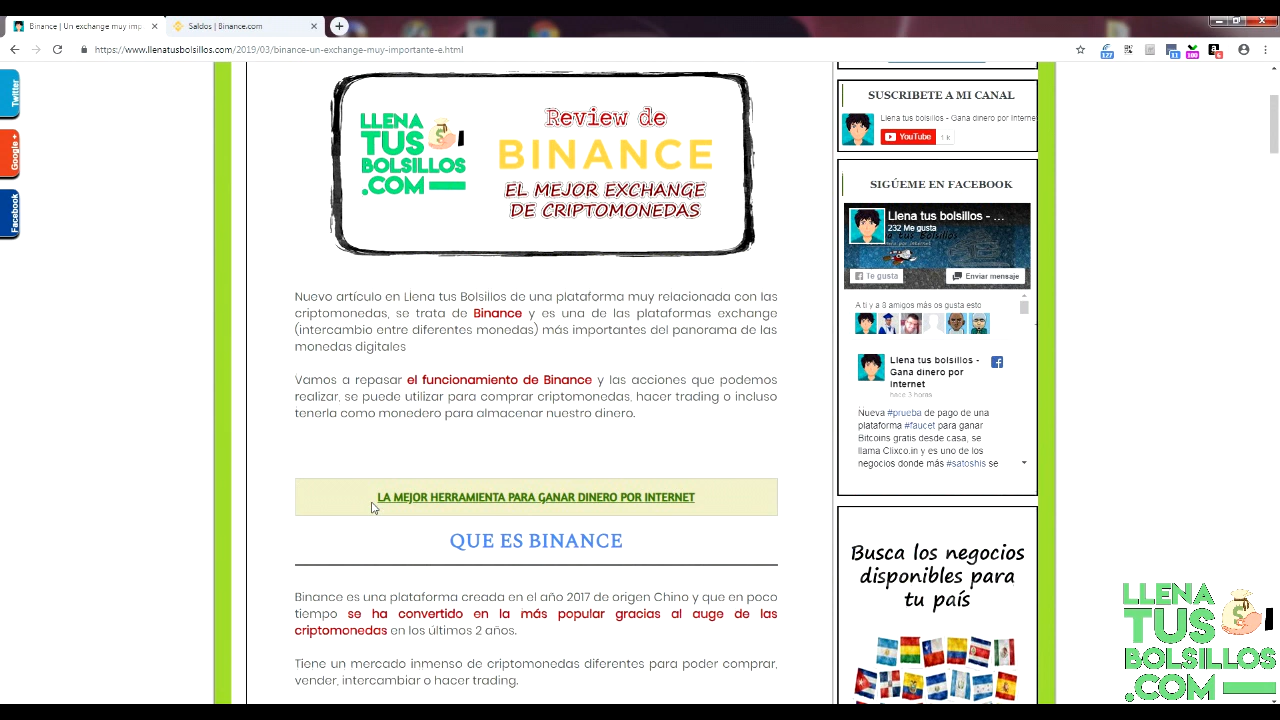 Binance | Un exchange muy imp
Saldos | Binance.com
https://www.llenatusbolsillos.com/2019/03/binance-un-exchange-muy-importante-e.html
127
11
100
Twitter
Google +
Facebook
LLENA
TUS
BOLSILLOS
.COM
Review de
BINANCE
EL MEJOR EXCHANGE
DE CRIPTOMONEDAS
Nuevo artículo en Llena tus Bolsillos de una plataforma muy relacionada con las
criptomonedas, se trata de Binance y es una de las plataformas exchange
(intercambio entre diferentes monedas) más importantes del panorama de las
monedas digitales
Vamos a repasar el funcionamiento de Binance y las acciones que podemos
realizar, se puede utilizar para comprar criptomonedas, hacer trading o incluso
tenerla como monedero para almacenar nuestro dinero.
LA MEJOR HERRAMIENTA PARA GANAR DINERO POR INTERNET
QUE ES BINANCE
Binance es una plataforma creada en el año 2017 de origen Chino y que en poco
tiempo se ha convertido en la más popular gracias al auge de las
criptomonedas en los últimos 2 años.
Tiene un mercado inmenso de criptomonedas diferentes para poder comprar,
vender, intercambiar o hacer trading.
SUSCRIBETE A MI CANAL
Llena tus bolsillos - Gana dinero por Interne
YouTube 1 k
SIGÚEME EN FACEBOOK
Llena tus bolsillos - ...
232 Me gusta
Te gusta
Enviar mensaje
A ti y a 8 amigos más os gusta esto
Llena tus bolsillos -
Gana dinero por
Internet
hace 3 horas
Nueva #prueba de pago de una
plataforma #faucet para ganar
Bitcoins gratis desde casa, se
llama Clixco.in y es uno de los
negocios donde más #satoshis se
Busca los negocios
disponibles para
tu país
LLENA
TUS
BOLSILLOS
.COM